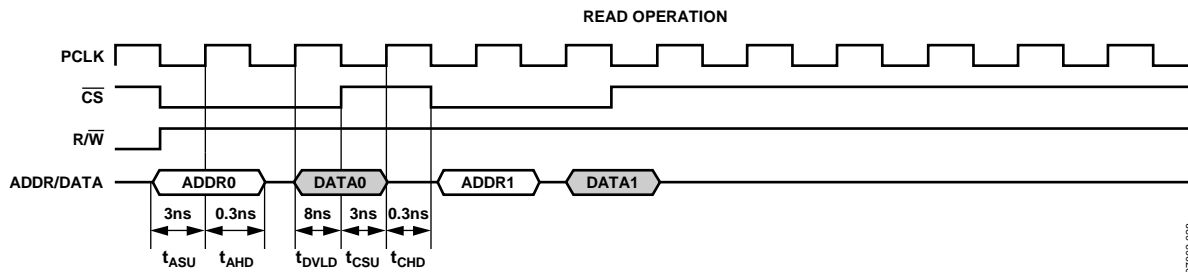 READ OPERATION
PCLK
CS
R/W
ADDR/DATA
ADDR0 DATA0 ADDR1 DATA1
3ns 0.3ns 8ns 3ns 0.3ns
tASU tAHD tDVLD tCSU tCHD